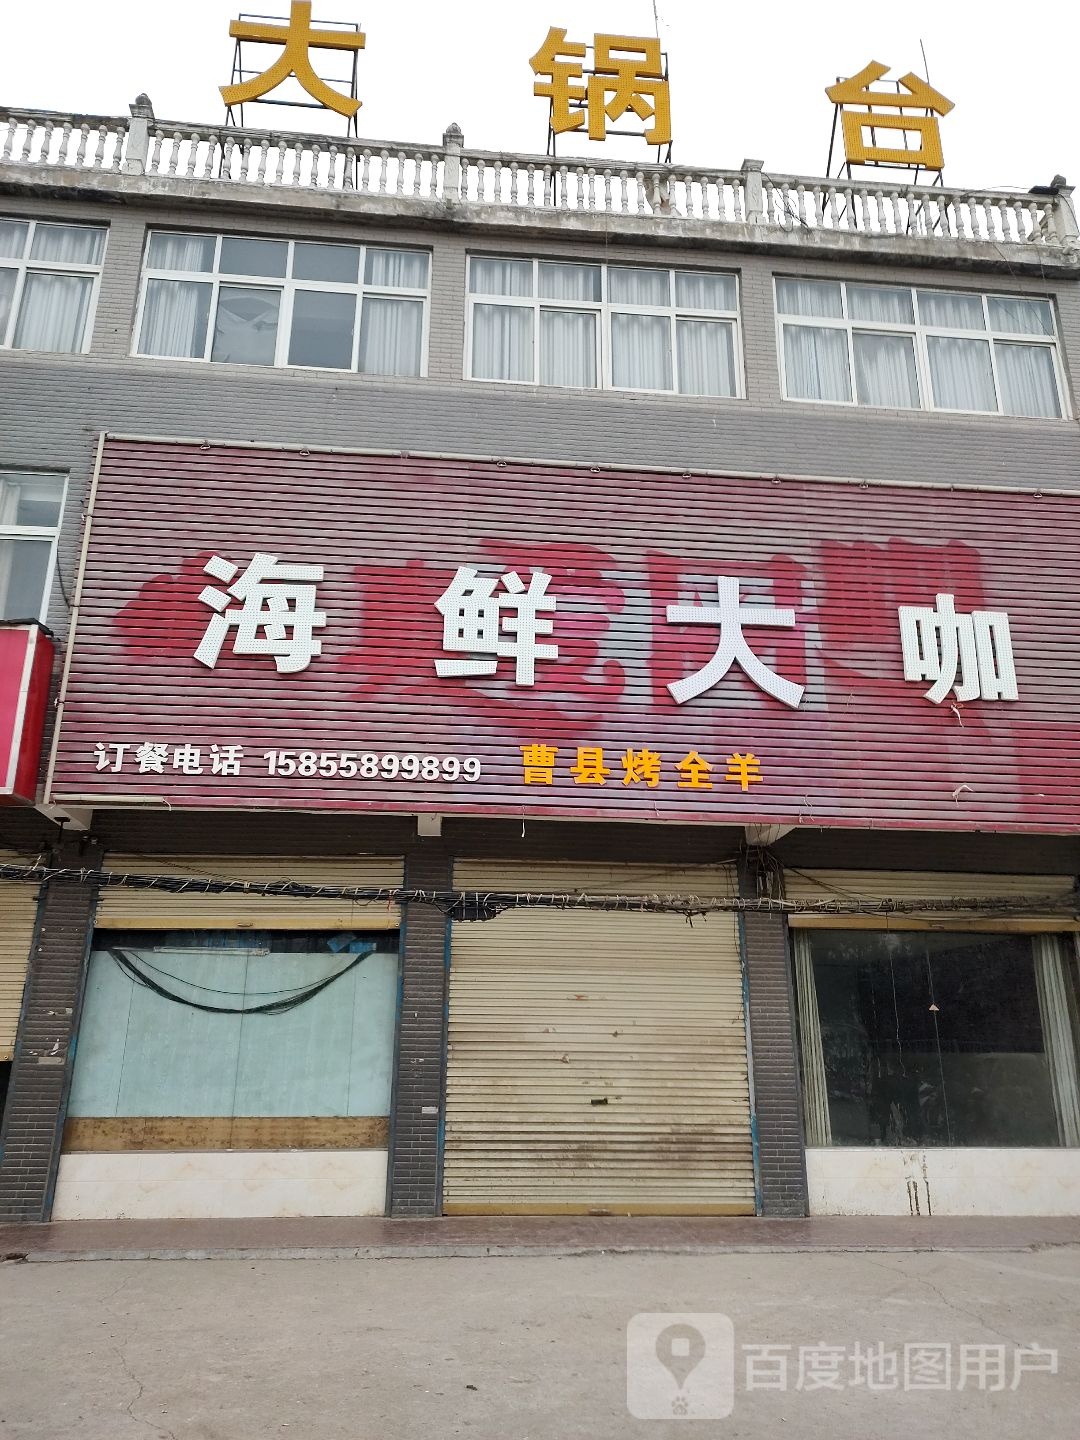 大锅台
海鲜大咖
订餐电话 15855899899 曹县烤全羊
百度地图用户